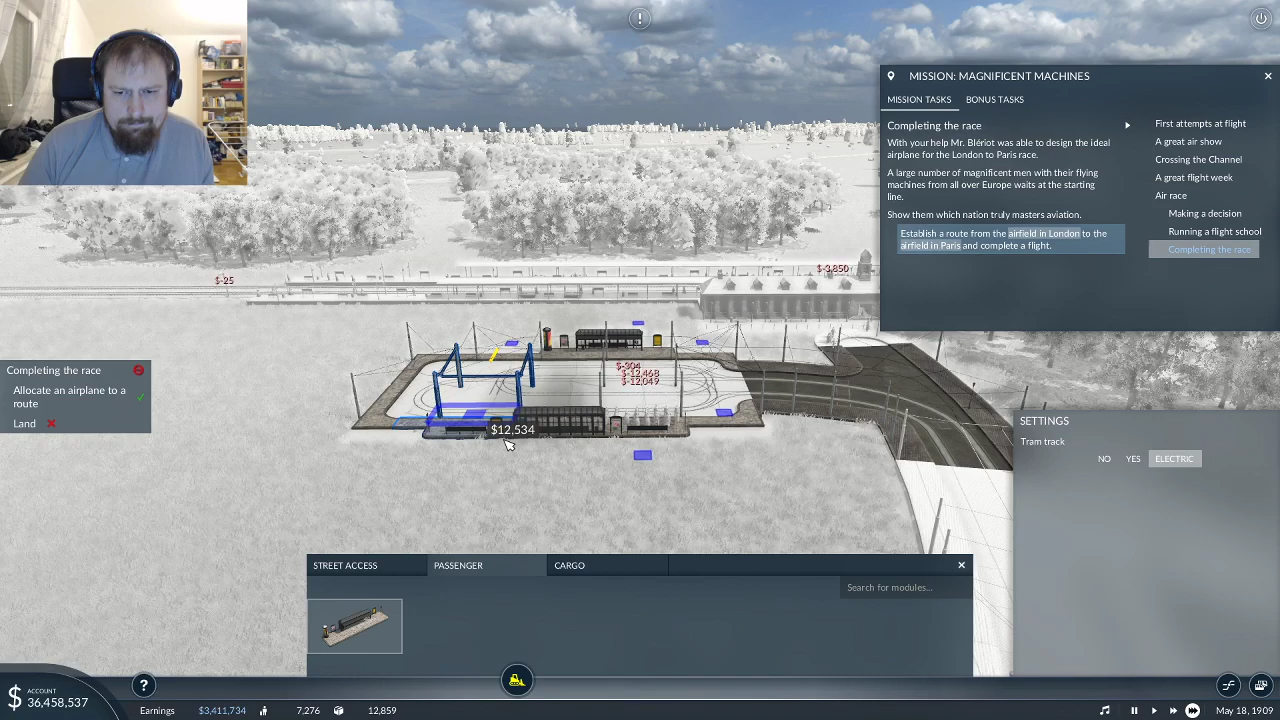 MISSION: MAGNIFICENT MACHINES
MISSION TASKS
BONUS TASKS
Completing the race
With your help Mr. Blériot was able to design the ideal
airplane for the London to Paris race.
A large number of magnificent men with their flying
machines from all over Europe waits at the starting
line.
Show them which nation truly masters aviation.
Establish a route from the airfield in London to the
airfield in Paris and complete a flight.
First attempts at flight
A great air show
Crossing the Channel
A great flight week
Air race
Making a decision
Running a flight school
Completing the race
$-25
$-3,850
$-304
$-12,468
$-12,049
$12,534
Completing the race
Allocate an airplane to a
route
Land
SETTINGS
Tram track
NO YES ELECTRIC
STREET ACCESS
PASSENGER
CARGO
Search for modules...
$ ACCOUNT
36,458,537
?
Earnings $3,411,734 7,276 12,859
May 18, 1909